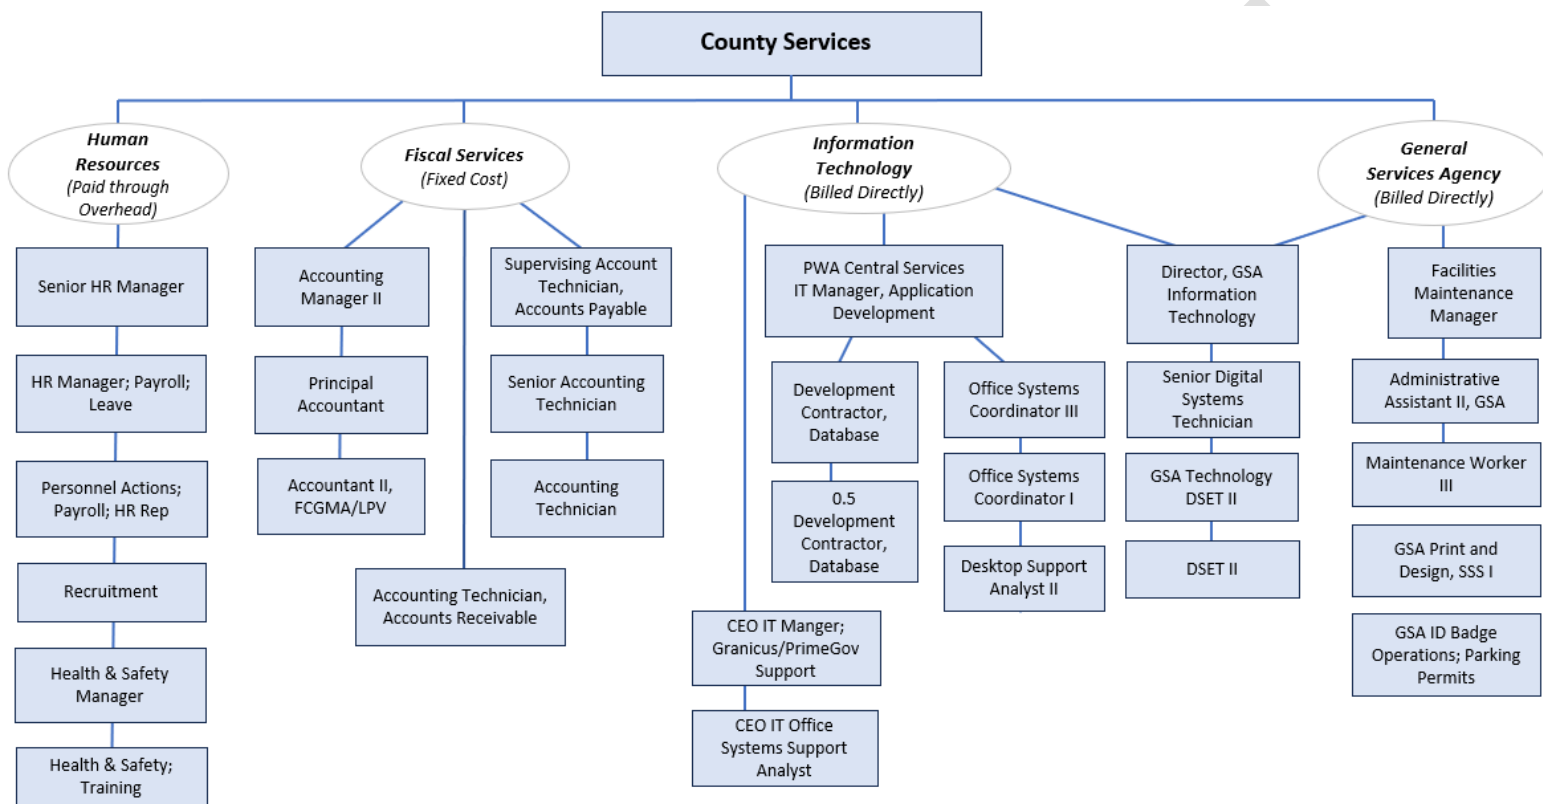 County Services
Human
Resources
(Paid through
Overhead)
Senior HR Manager
HR Manager; Payroll;
Leave
Personnel Actions;
Payroll; HR Rep
Recruitment
Health & Safety
Manager
Health & Safety;
Training
Fiscal Services
(Fixed Cost)
Accounting
Manager II
Principal
Accountant
Accountant II,
FCGMA/LPV
Supervising Account
Technician,
Accounts Payable
Senior Accounting
Technician
Accounting
Technician
Accounting Technician,
Accounts Receivable
Information
Technology
(Billed Directly)
PWA Central Services
IT Manager, Application
Development
Development
Contractor,
Database
0.5
Development
Contractor,
Database
Office Systems
Coordinator III
Office Systems
Coordinator I
Desktop Support
Analyst II
CEO IT Manger;
Granicus/PrimeGov
Support
CEO IT Office
Systems Support
Analyst
Director, GSA
Information
Technology
Senior Digital
Systems
Technician
GSA Technology
DSET II
DSET II
General
Services Agency
(Billed Directly)
Facilities
Maintenance
Manager
Administrative
Assistant II, GSA
Maintenance Worker
III
GSA Print and
Design, SSS I
GSA ID Badge
Operations; Parking
Permits